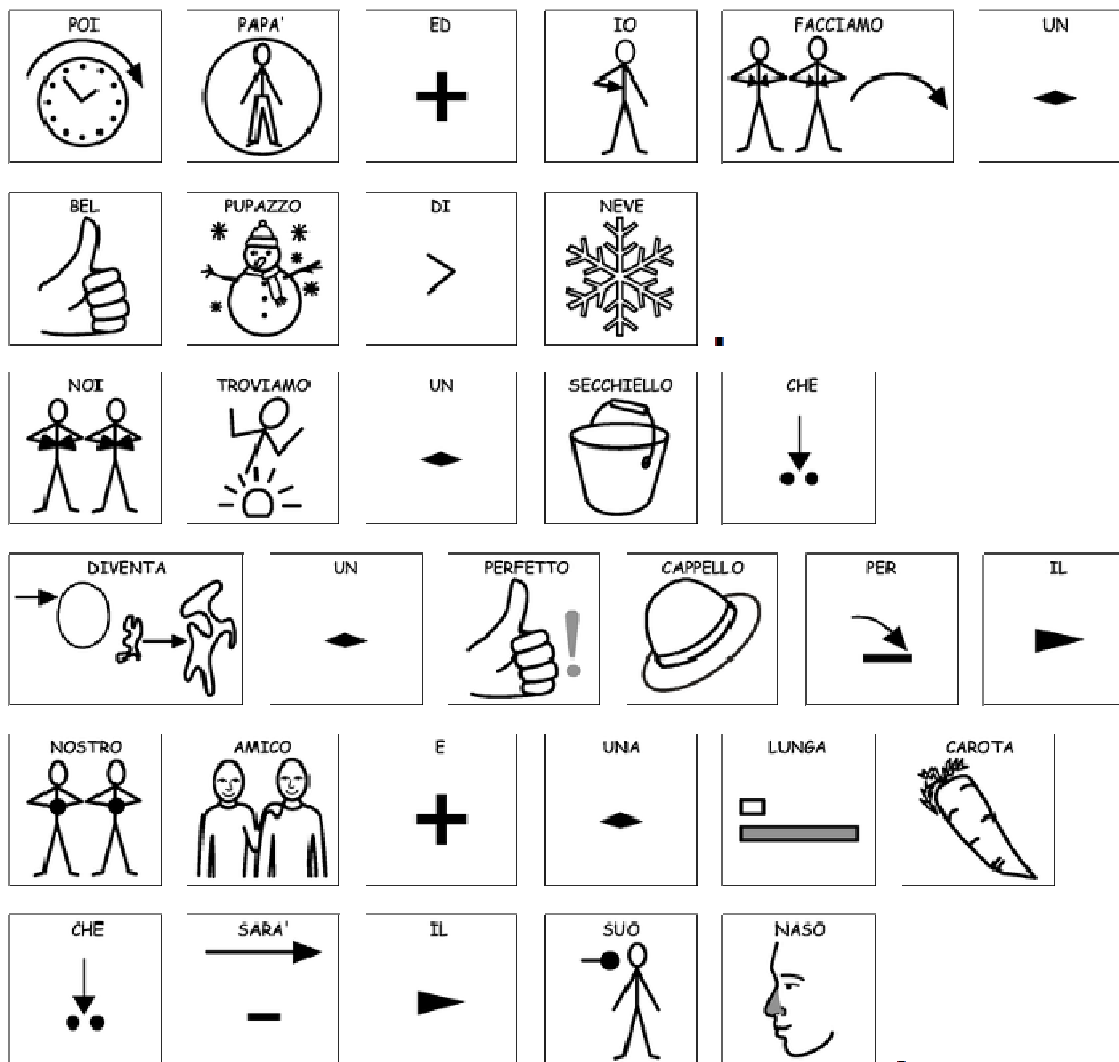 POI PAPA' ED IO FACCIAMO UN
BEL PUPAZZO DI NEVE .
NOI TROVIAMO UN SECCHIELLO CHE
DIVENTA UN PERFETTO CAPPELLO PER IL
NOSTRO AMICO E UNA LUNGA CAROTA
CHE SARA' IL SUO NASO